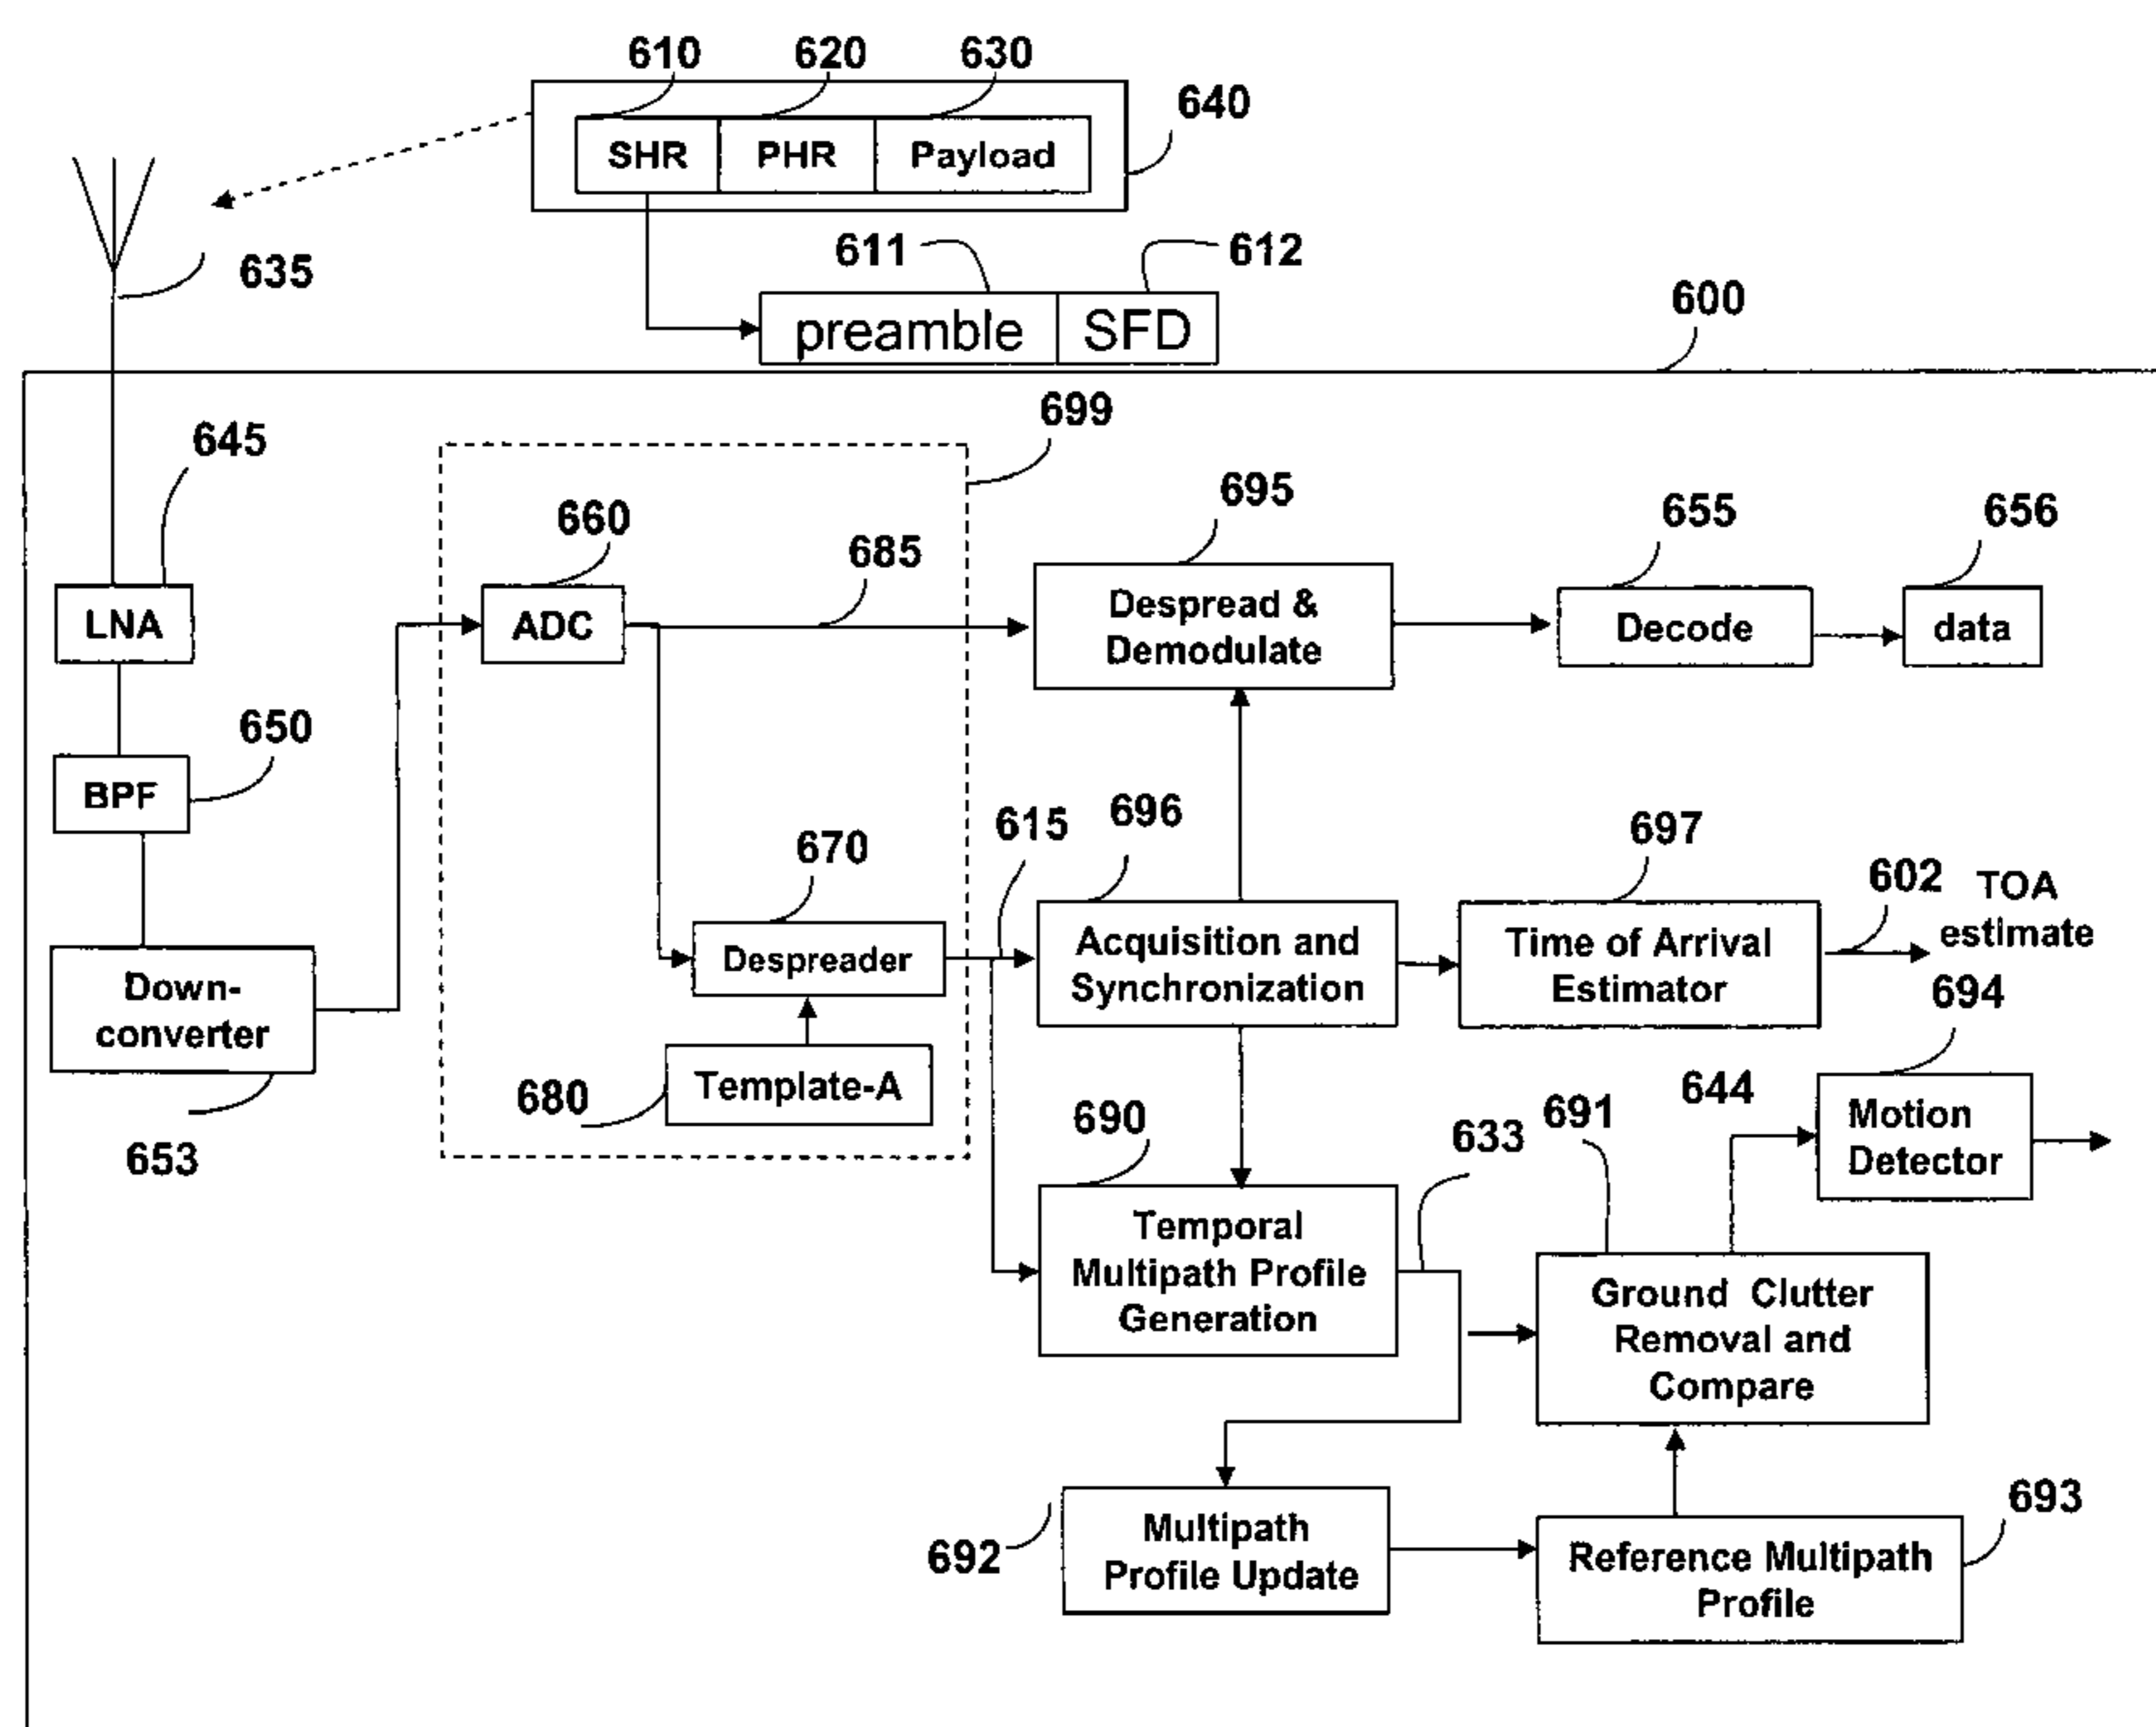 610 620 630
640
SHR PHR Payload
635
611 612
preamble SFD
600
699
645
660
685
695
655
656
LNA
ADC
Despread &
Demodulate
Decode
data
650
BPF
670
615
696
697
602
TOA
estimate
Despreader
Acquisition and
Synchronization
Time of Arrival
Estimator
694
Down-
converter
653
680
Template-A
690
633
691
644
Motion
Detector
Temporal
Multipath Profile
Generation
Ground Clutter
Removal and
Compare
692
Multipath
Profile Update
693
Reference Multipath
Profile